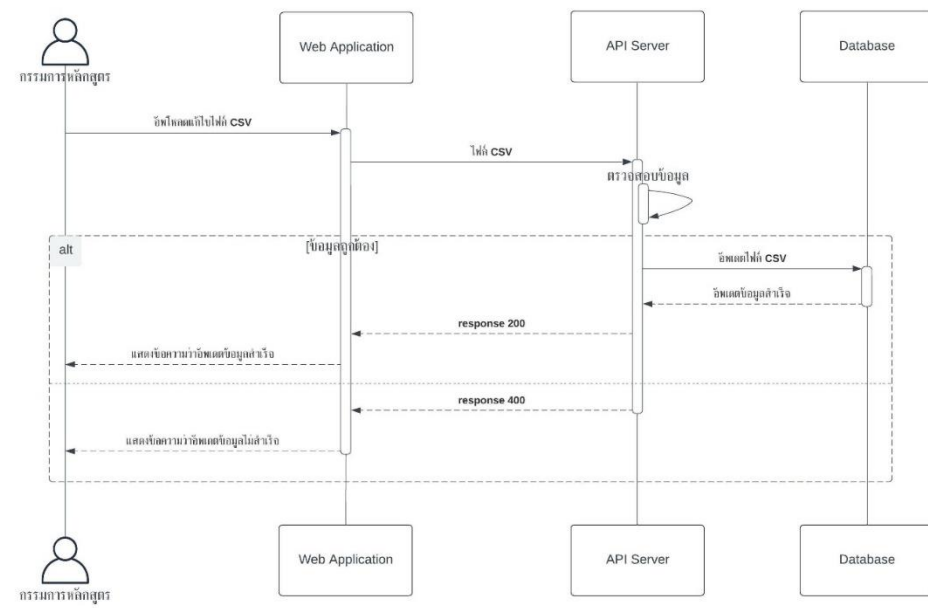 Web Application
API Server
Database
กรรมการหลักสูตร
อัพโหลดแก้ไขไฟล์ CSV
ไฟล์ CSV
ตรวจสอบข้อมูล
alt
[ข้อมูลถูกต้อง]
อัพเดตไฟล์ CSV
อัพเดตข้อมูลสำเร็จ
response 200
แสดงข้อความว่าอัพเดตข้อมูลสำเร็จ
response 400
แสดงข้อความว่าอัพเดตข้อมูลไม่สำเร็จ
Web Application
API Server
Database
กรรมการหลักสูตร